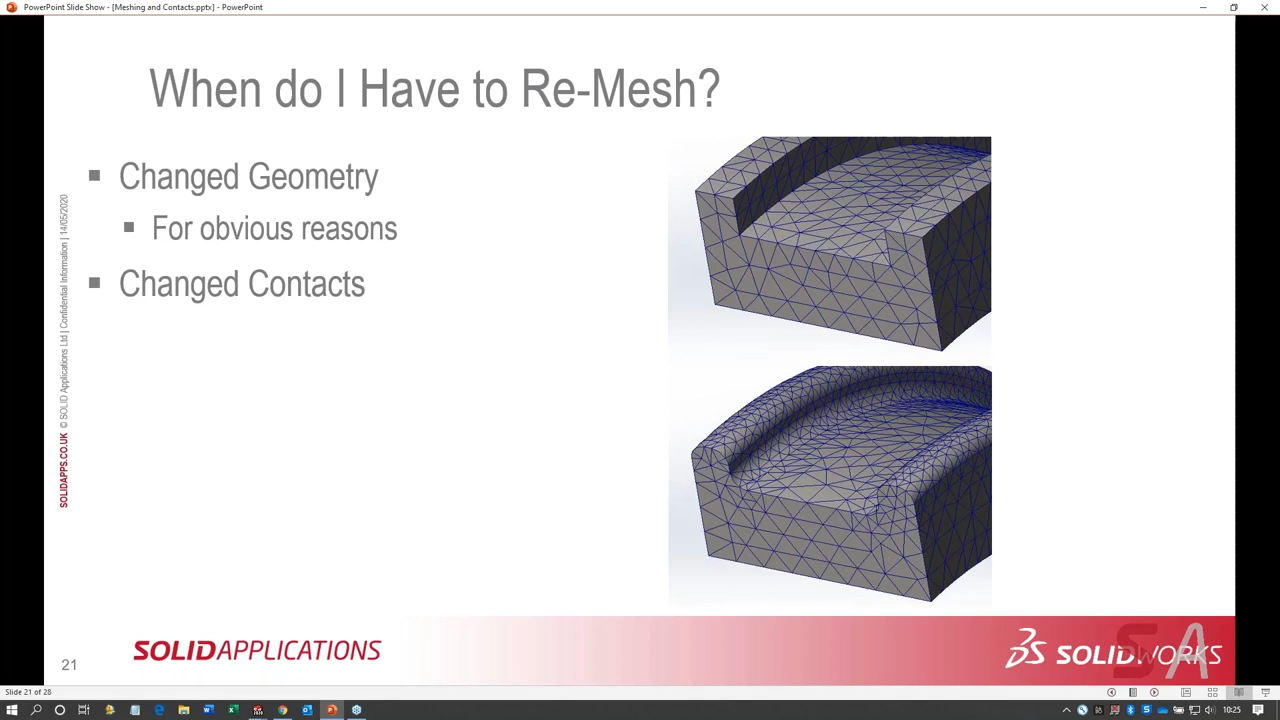 PowerPoint Slide Show - [Meshing and Contacts.pptx] - PowerPoint
When do I Have to Re-Mesh?
Changed Geometry
For obvious reasons
Changed Contacts
SOLIDAPPS.CO.UK © SOLID Applications Ltd | Confidential Information | 14/05/2020
21
SOLIDAPPLICATIONS
SOLIDWORKS
SA
Slide 21 of 28
10:25